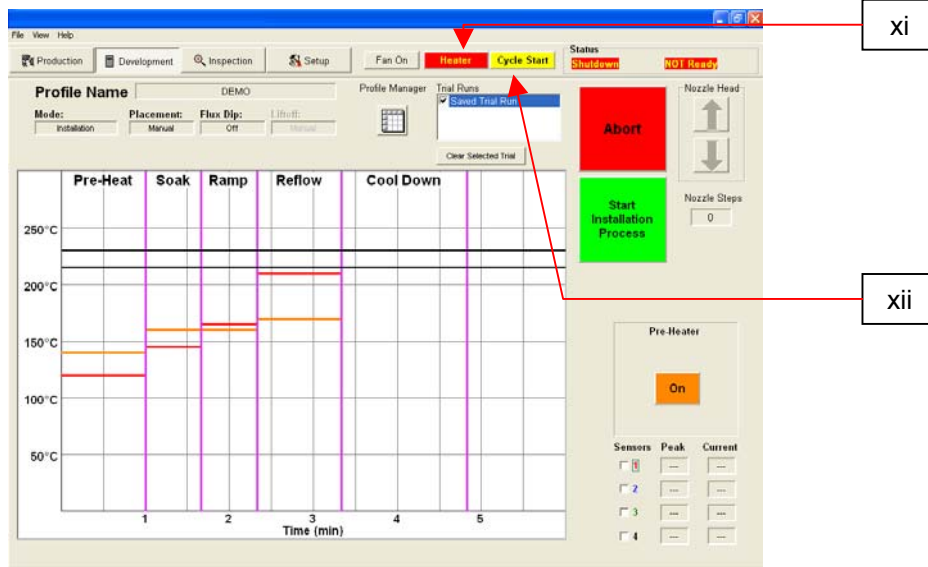 xi
File View Help
Production Development Inspection Setup Fan On Heater Cycle Start
Status
Shutdown NOT Ready
Profile Name DEMO
Mode: Placement: Flux Dip: Liftoff:
Installation Manual Off Manual
Profile Manager
Trial Runs
Saved Trial Run
Clear Selected Trial
Abort
Nozzle Head
Start
Installation
Process
Nozzle Steps
0
Pre-Heat Soak Ramp Reflow Cool Down
250°C
200°C
150°C
100°C
50°C
1 2 3 4 5
Time (min)
xii
Pre-Heater
On
Sensors Peak Current
1 --- ---
2 --- ---
3 --- ---
4 --- ---